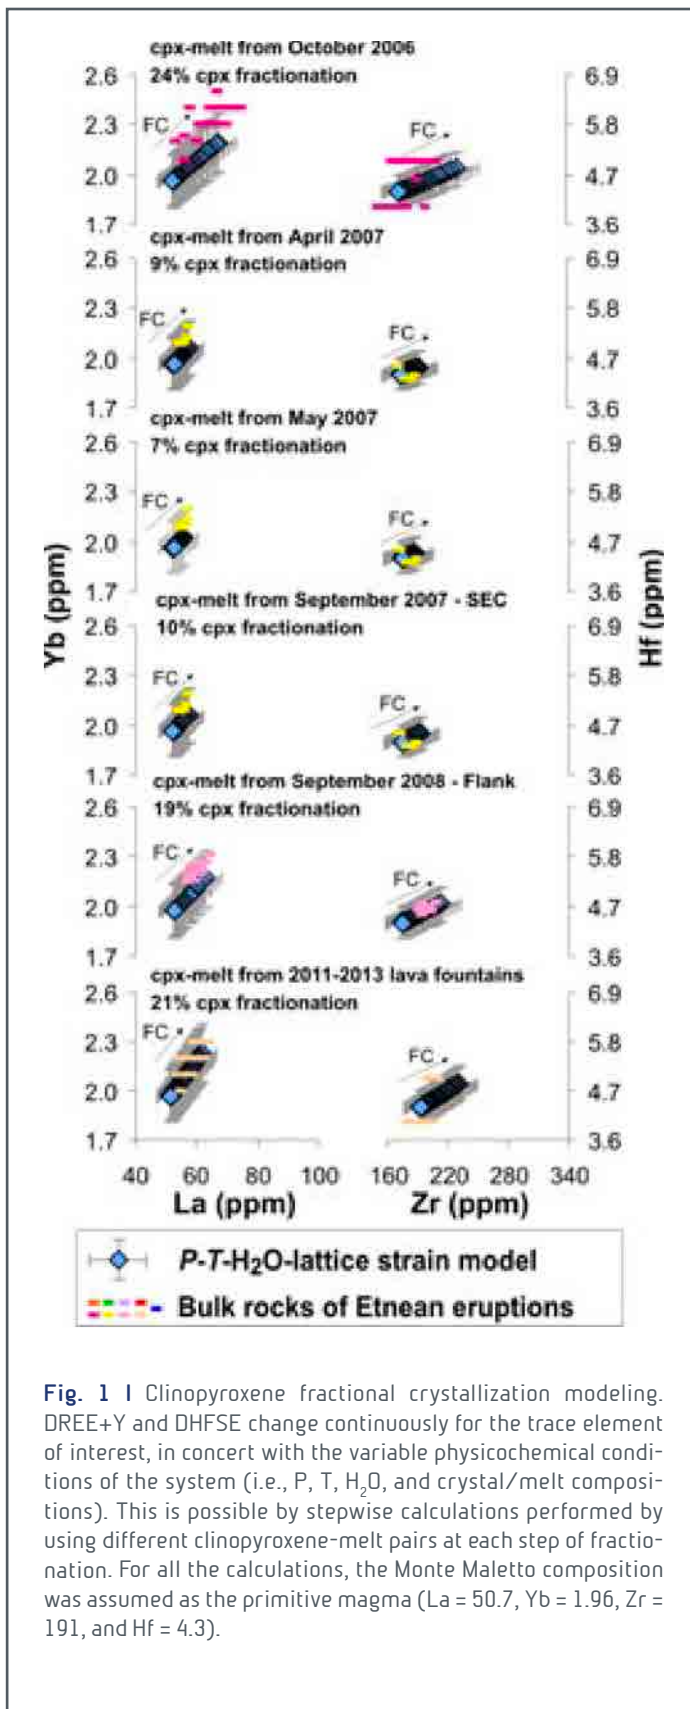 cpx-melt from October 2006
24% cpx fractionation
2.6
2.3
2.0
1.7
FC
FC
6.9
5.8
4.7
3.6
cpx-melt from April 2007
9% cpx fractionation
2.6
2.3
2.0
1.7
FC
FC
6.9
5.8
4.7
3.6
cpx-melt from May 2007
7% cpx fractionation
2.6
2.3
2.0
1.7
FC
FC
6.9
5.8
4.7
3.6
Yb (ppm)
Hf (ppm)
cpx-melt from September 2007 - SEC
10% cpx fractionation
2.6
2.3
2.0
1.7
FC
FC
6.9
5.8
4.7
3.6
cpx-melt from September 2008 - Flank
19% cpx fractionation
2.6
2.3
2.0
1.7
FC
FC
6.9
5.8
4.7
3.6
cpx-melt from 2011-2013 lava fountains
21% cpx fractionation
2.6
2.3
2.0
1.7
FC
FC
6.9
5.8
4.7
3.6
40 60 80 100 160 220 280 340
La (ppm) Zr (ppm)
P-T-H₂O-lattice strain model
Bulk rocks of Etnean eruptions
Fig. 1 | Clinopyroxene fractional crystallization modeling.
DREE+Y and DHFSE change continuously for the trace element
of interest, in concert with the variable physicochemical condi-
tions of the system (i.e., P, T, H₂O, and crystal/melt composi-
tions). This is possible by stepwise calculations performed by
using different clinopyroxene-melt pairs at each step of fractio-
nation. For all the calculations, the Monte Maletto composition
was assumed as the primitive magma (La = 50.7, Yb = 1.96, Zr =
191, and Hf = 4.3).